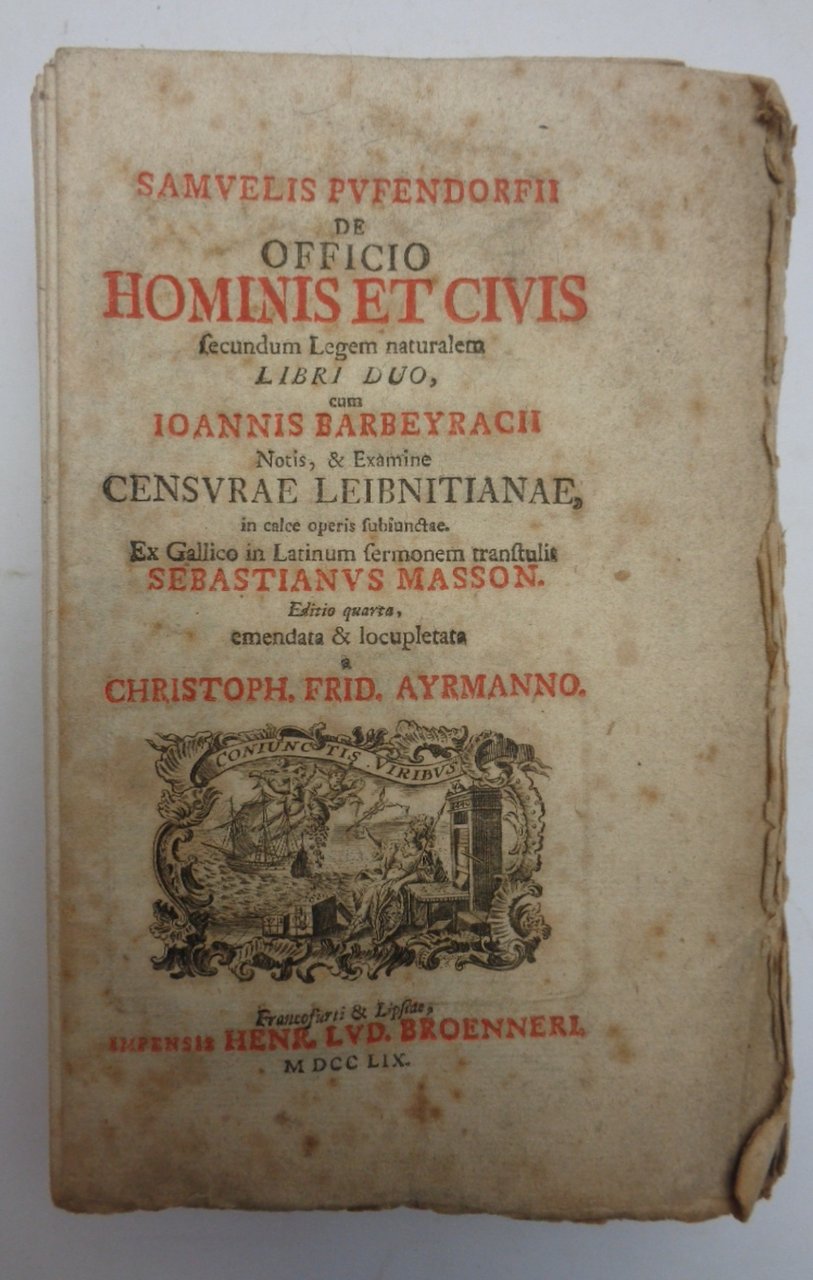 SAMVELIS PVFENDORFII
DE
OFFICIO
HOMINIS ET CIVIS
ſecundum Legem naturalem
LIBRI DUO,
cum
IOANNIS BARBEYRACII
Notis, & Examine
CENSVRAE LEIBNITIANAE,
in calce operis ſubiunctae.
Ex Gallico in Latinum ſermonem tranſtulit
SEBASTIANVS MASSON.
Editio quarta,
emendata & locupletata
a
CHRISTOPH. FRID. AYRMANNO.
CONIUNCTIS VIRIBUS
Francofurti & Lipſiae,
IMPENSIS HENR. LVD. BROENNERI.
M DCC LIX.